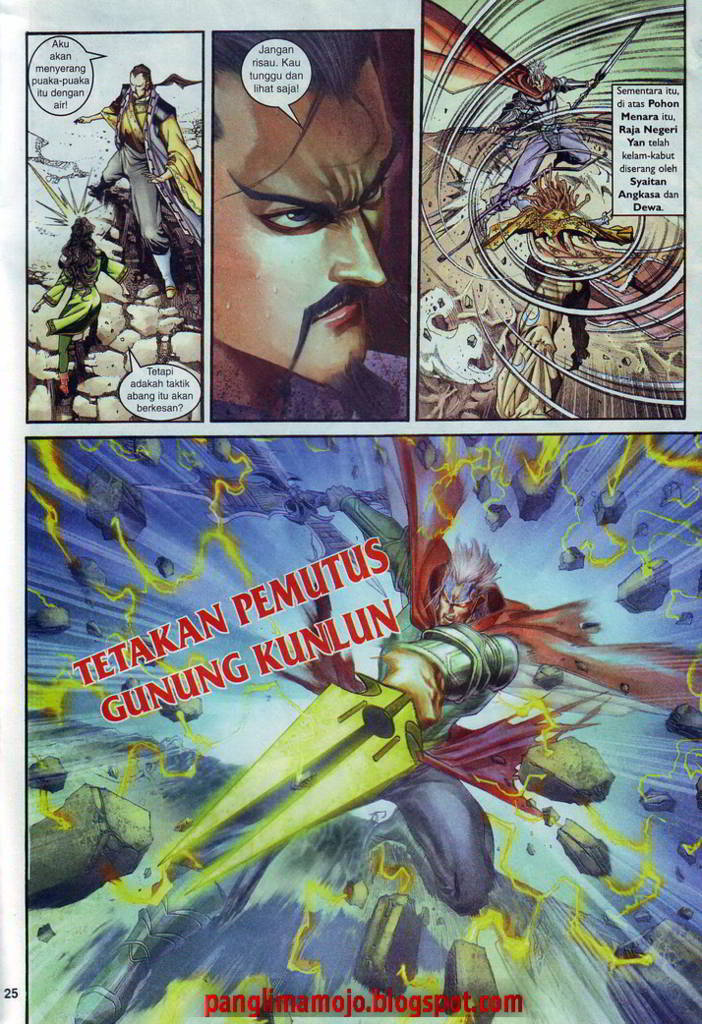 Aku
akan
menyerang
puaka-puaka
itu dengan
air!
Tetapi
adakah taktik
abang itu akan
berkesan?
Jangan
risau. Kau
tunggu dan
lihat saja!
Sementara itu,
di atas Pohon
Menara itu,
Raja Negeri
Yan telah
kelam-kabut
diserang oleh
Syaitan
Angkasa dan
Dewa.
TETAKAN PEMUTUS
GUNUNG KUNLUN
25
panglimamojo.blogspot.com